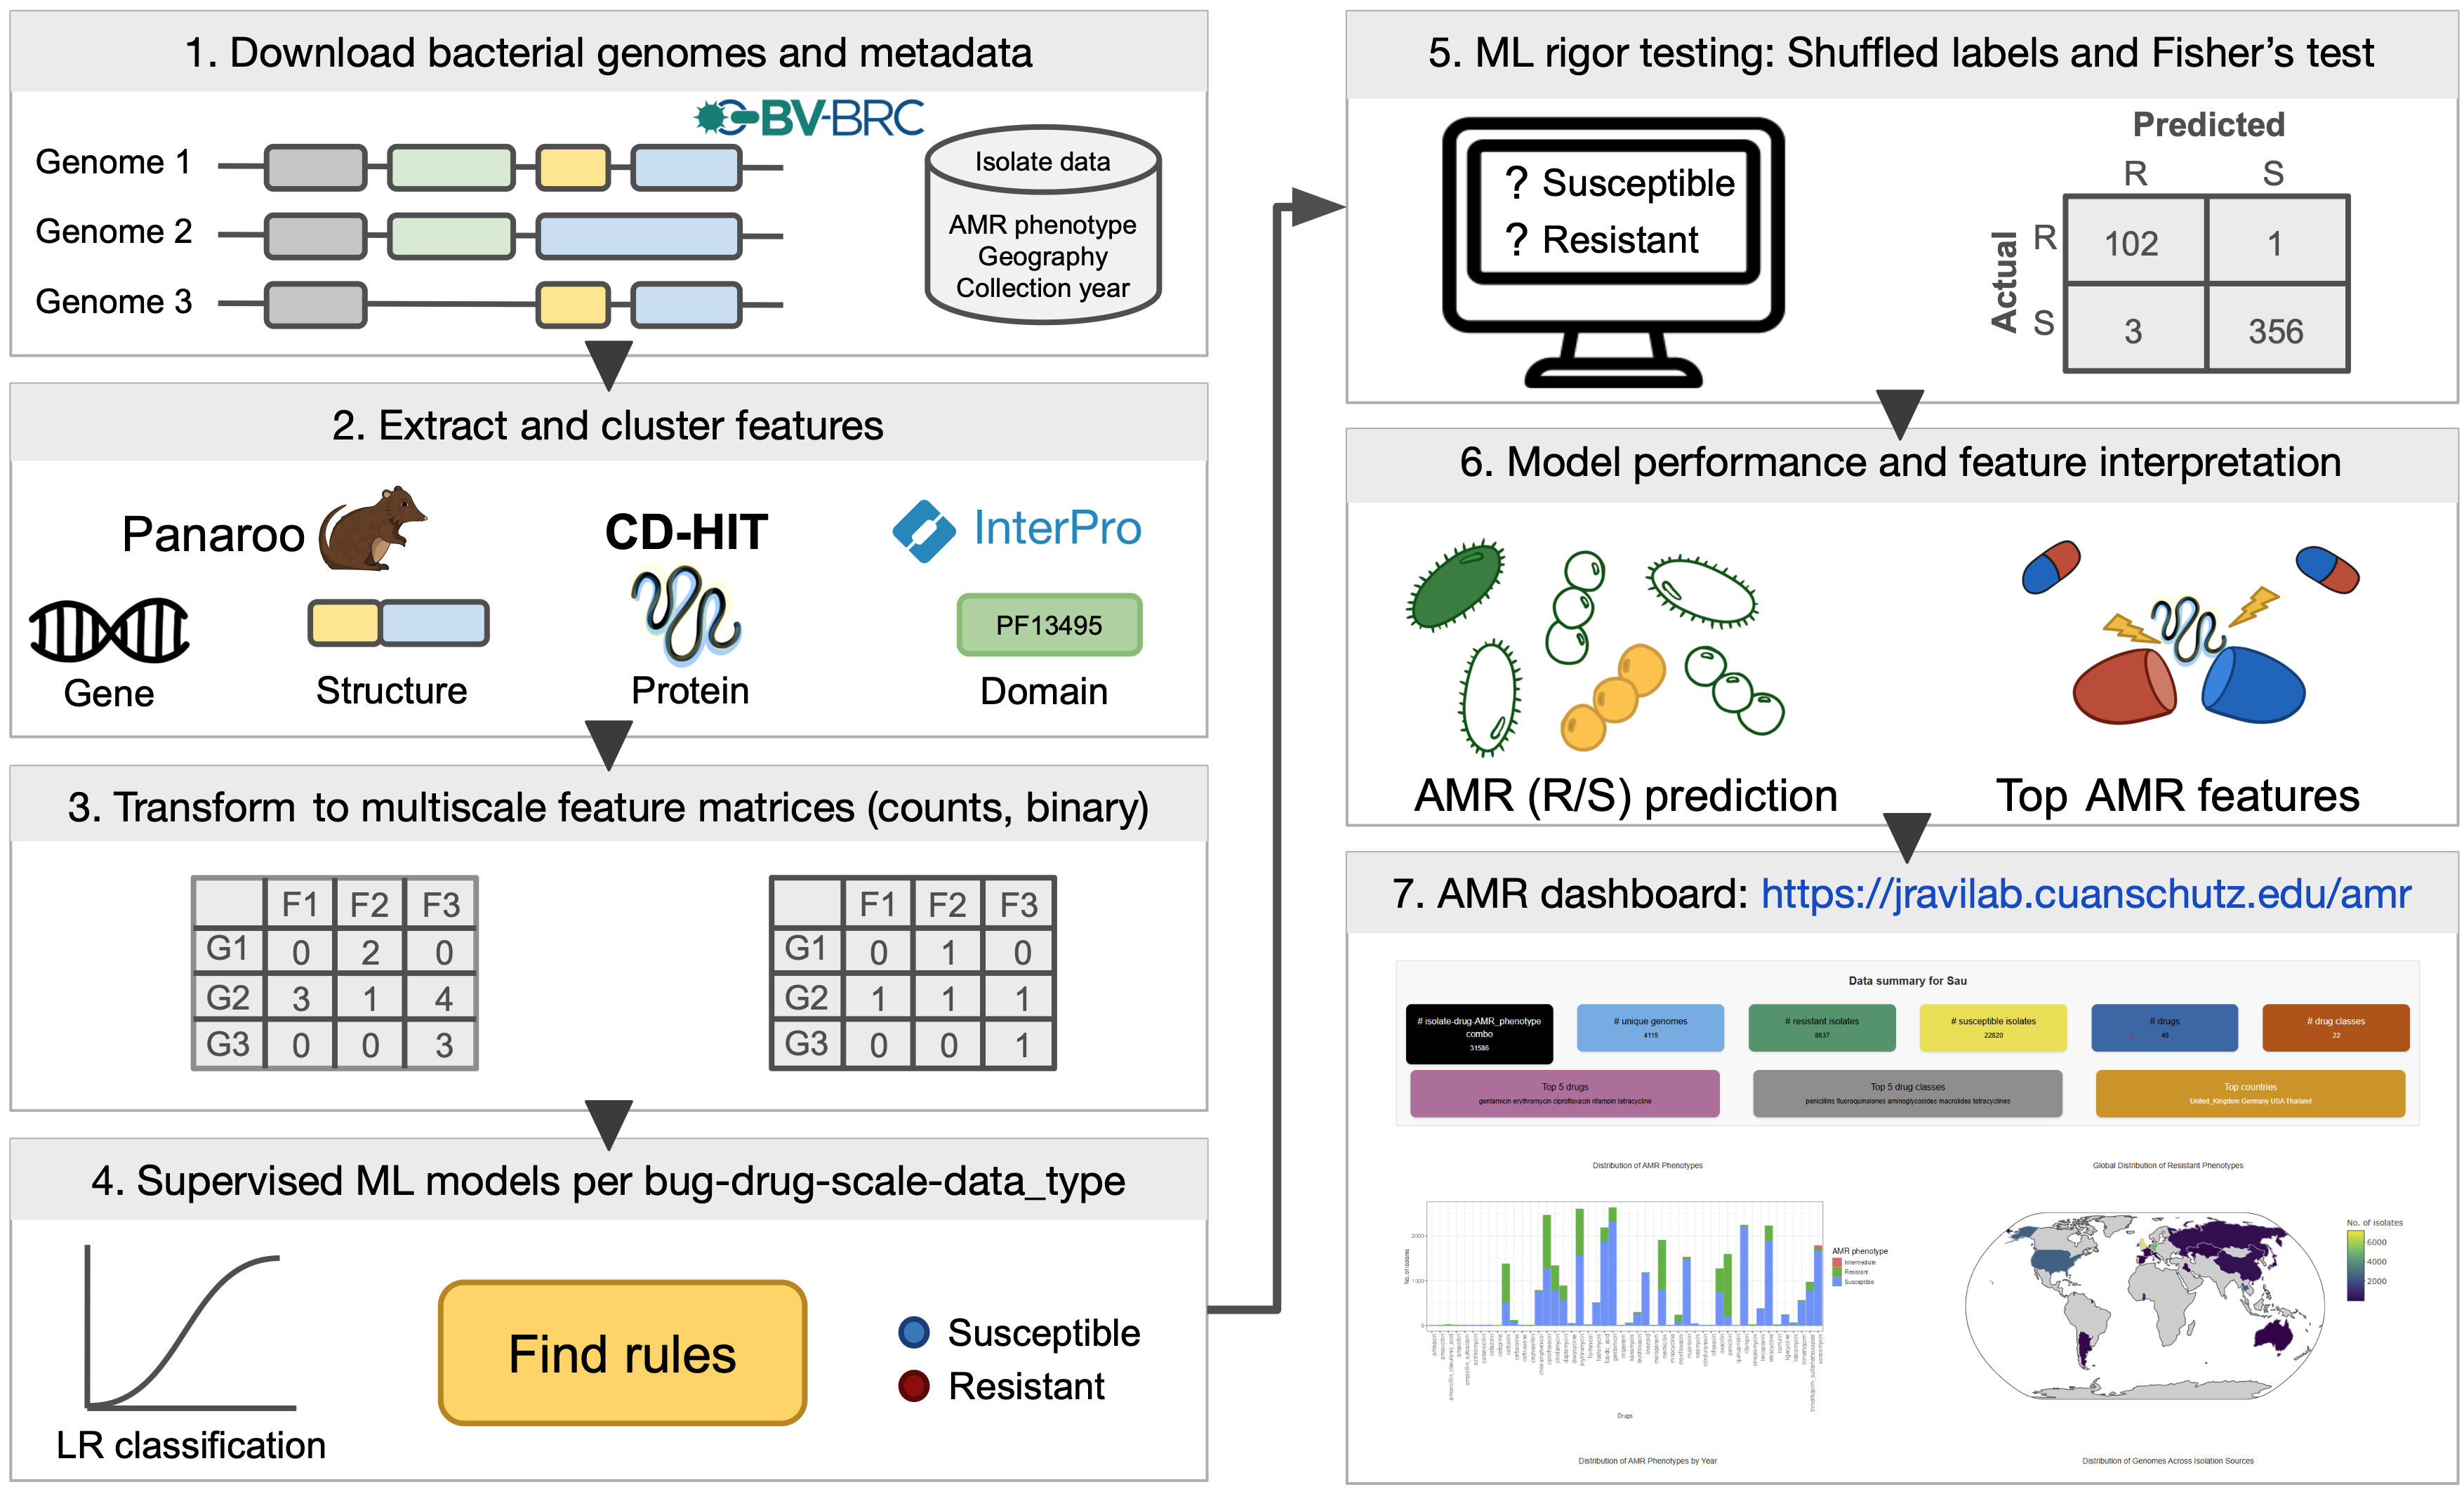 1. Download bacterial genomes and metadata
BV-BRC
Genome 1
Genome 2
Genome 3
Isolate data
AMR phenotype
Geography
Collection year
2. Extract and cluster features
Panaroo
CD-HIT
InterPro
PF13495
Gene
Structure
Protein
Domain
3. Transform to multiscale feature matrices (counts, binary)
F1 F2 F3
G1 0 2 0
G2 3 1 4
G3 0 0 3
F1 F2 F3
G1 0 1 0
G2 1 1 1
G3 0 0 1
4. Supervised ML models per bug-drug-scale-data_type
LR classification
Find rules
Susceptible
Resistant
5. ML rigor testing: Shuffled labels and Fisher's test
? Susceptible
? Resistant
Predicted
R S
Actual
R 102 1
S 3 356
6. Model performance and feature interpretation
AMR (R/S) prediction
Top AMR features
7. AMR dashboard: https://jravilab.cuanschutz.edu/amr
Data summary for Sau
# isolate-drug-AMR_phenotype
combo
31586
# unique genomes
4115
# resistant isolates
8637
# susceptible isolates
22820
# drugs
48
# drug classes
22
Top 5 drugs
gentamicin erythromycin ciprofloxacin rifampin tetracycline
Top 5 drug classes
penicillins fluoroquinolones aminoglycosides macrolides tetracyclines
Top countries
United_Kingdom Germany USA Thailand
Distribution of AMR Phenotypes
No. of isolates
2000
1000
0
Drugs
AMR phenotype
Intermediate
Resistant
Susceptible
Global Distribution of Resistant Phenotypes
No. of isolates
6000
4000
2000
Distribution of AMR Phenotypes by Year
Distribution of Genomes Across Isolation Sources